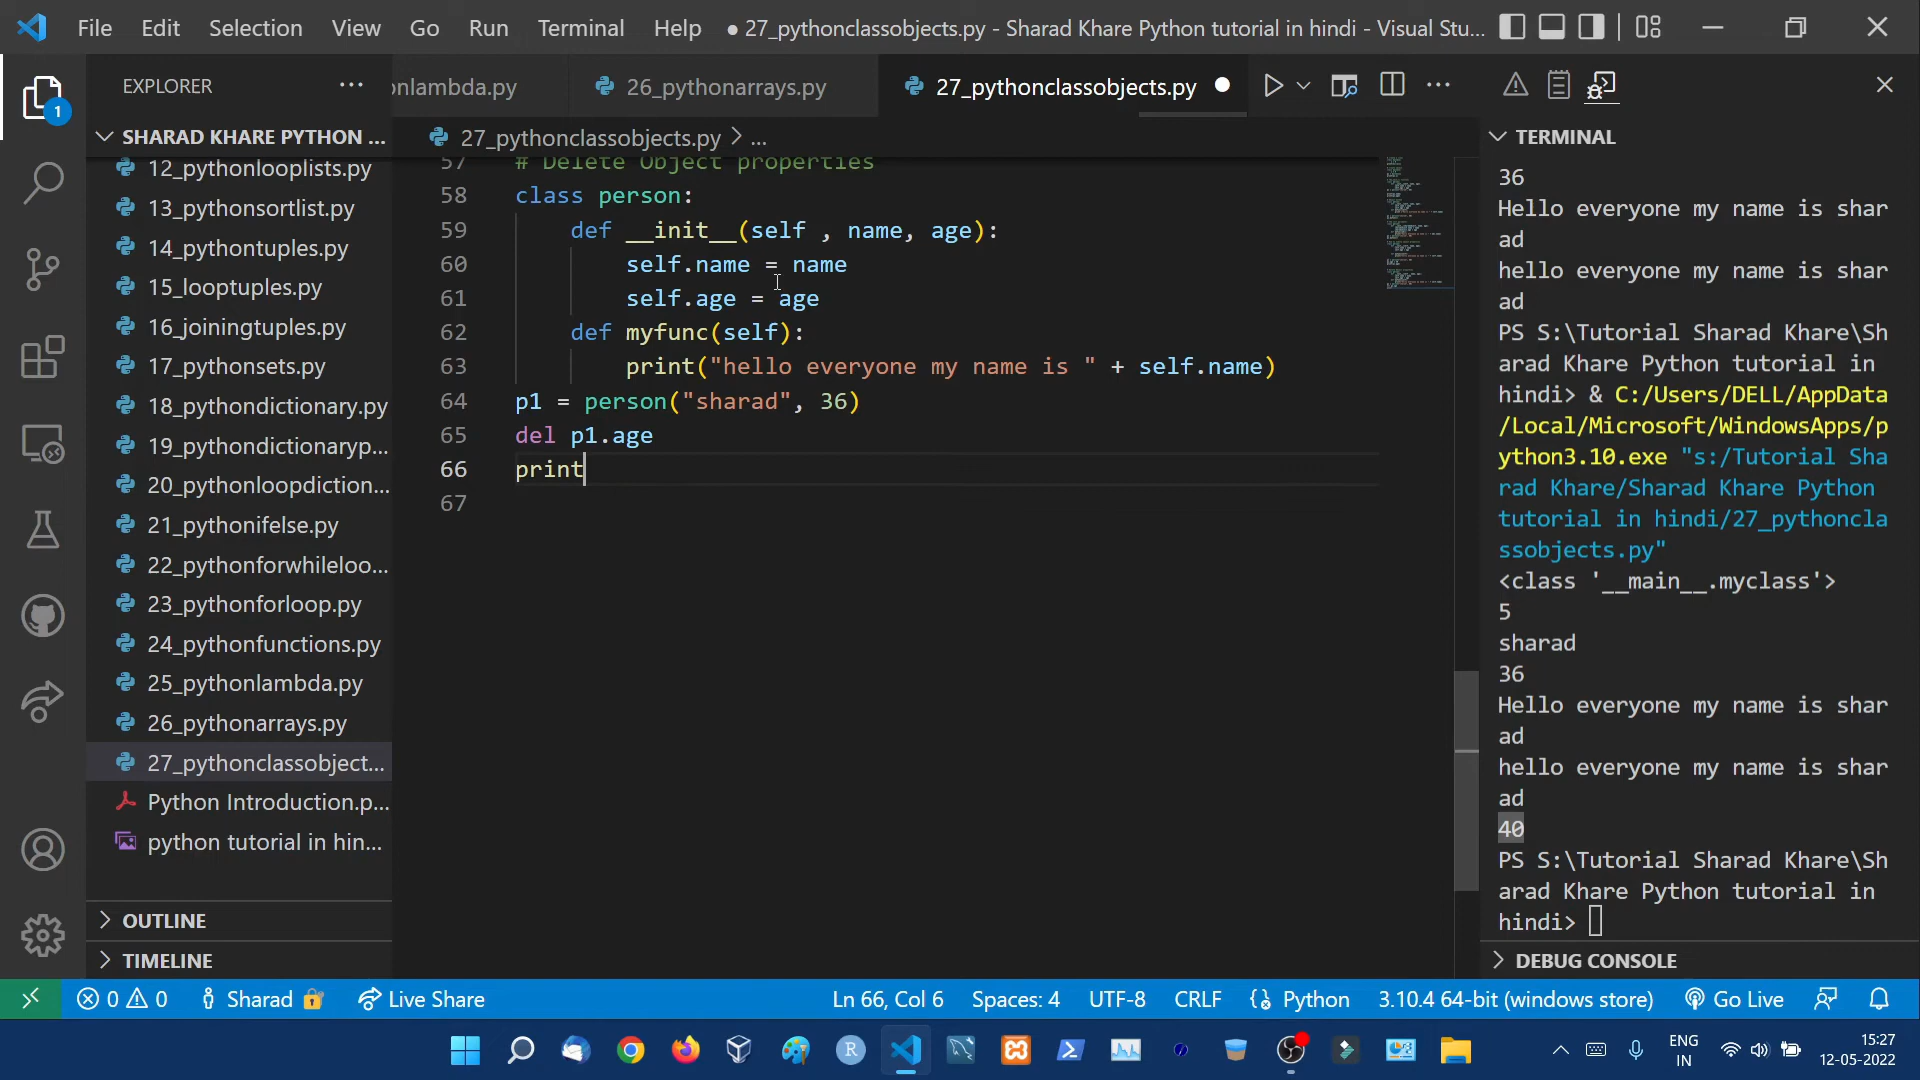 File Edit Selection View Go Run Terminal Help
● 27_pythonclassobjects.py - Sharad Khare Python tutorial in hindi - Visual Stu...
EXPLORER ...
SHARAD KHARE PYTHON ...
12_pythonlooplists.py
13_pythonsortlist.py
14_pythontuples.py
15_looptuples.py
16_joiningtuples.py
17_pythonsets.py
18_pythondictionary.py
19_pythondictionaryp...
20_pythonloopdiction...
21_pythonifelse.py
22_pythonforwhileloo...
23_pythonforloop.py
24_pythonfunctions.py
25_pythonlambda.py
26_pythonarrays.py
27_pythonclassobject...
Python Introduction.p...
python tutorial in hin...
OUTLINE
TIMELINE
1
onlambda.py
26_pythonarrays.py
27_pythonclassobjects.py
27_pythonclassobjects.py > ...
57 # Delete Object properties
58 class person:
59 def __init__(self , name, age):
60 self.name = name
61 self.age = age
62 def myfunc(self):
63 print("hello everyone my name is " + self.name)
64 p1 = person("sharad", 36)
65 del p1.age
66 print
67
TERMINAL
36
Hello everyone my name is shar
ad
hello everyone my name is shar
ad
PS S:\Tutorial Sharad Khare\Sh
arad Khare Python tutorial in
hindi> & C:/Users/DELL/AppData
/Local/Microsoft/WindowsApps/p
ython3.10.exe "s:/Tutorial Sha
rad Khare/Sharad Khare Python
tutorial in hindi/27_pythoncla
ssobjects.py"
<class '__main__.myclass'>
5
sharad
36
Hello everyone my name is shar
ad
hello everyone my name is shar
ad
40
PS S:\Tutorial Sharad Khare\Sh
arad Khare Python tutorial in
hindi>
DEBUG CONSOLE
0 0 Sharad Live Share Ln 66, Col 6 Spaces: 4 UTF-8 CRLF Python 3.10.4 64-bit (windows store) Go Live
R
ENG
IN
15:27
12-05-2022